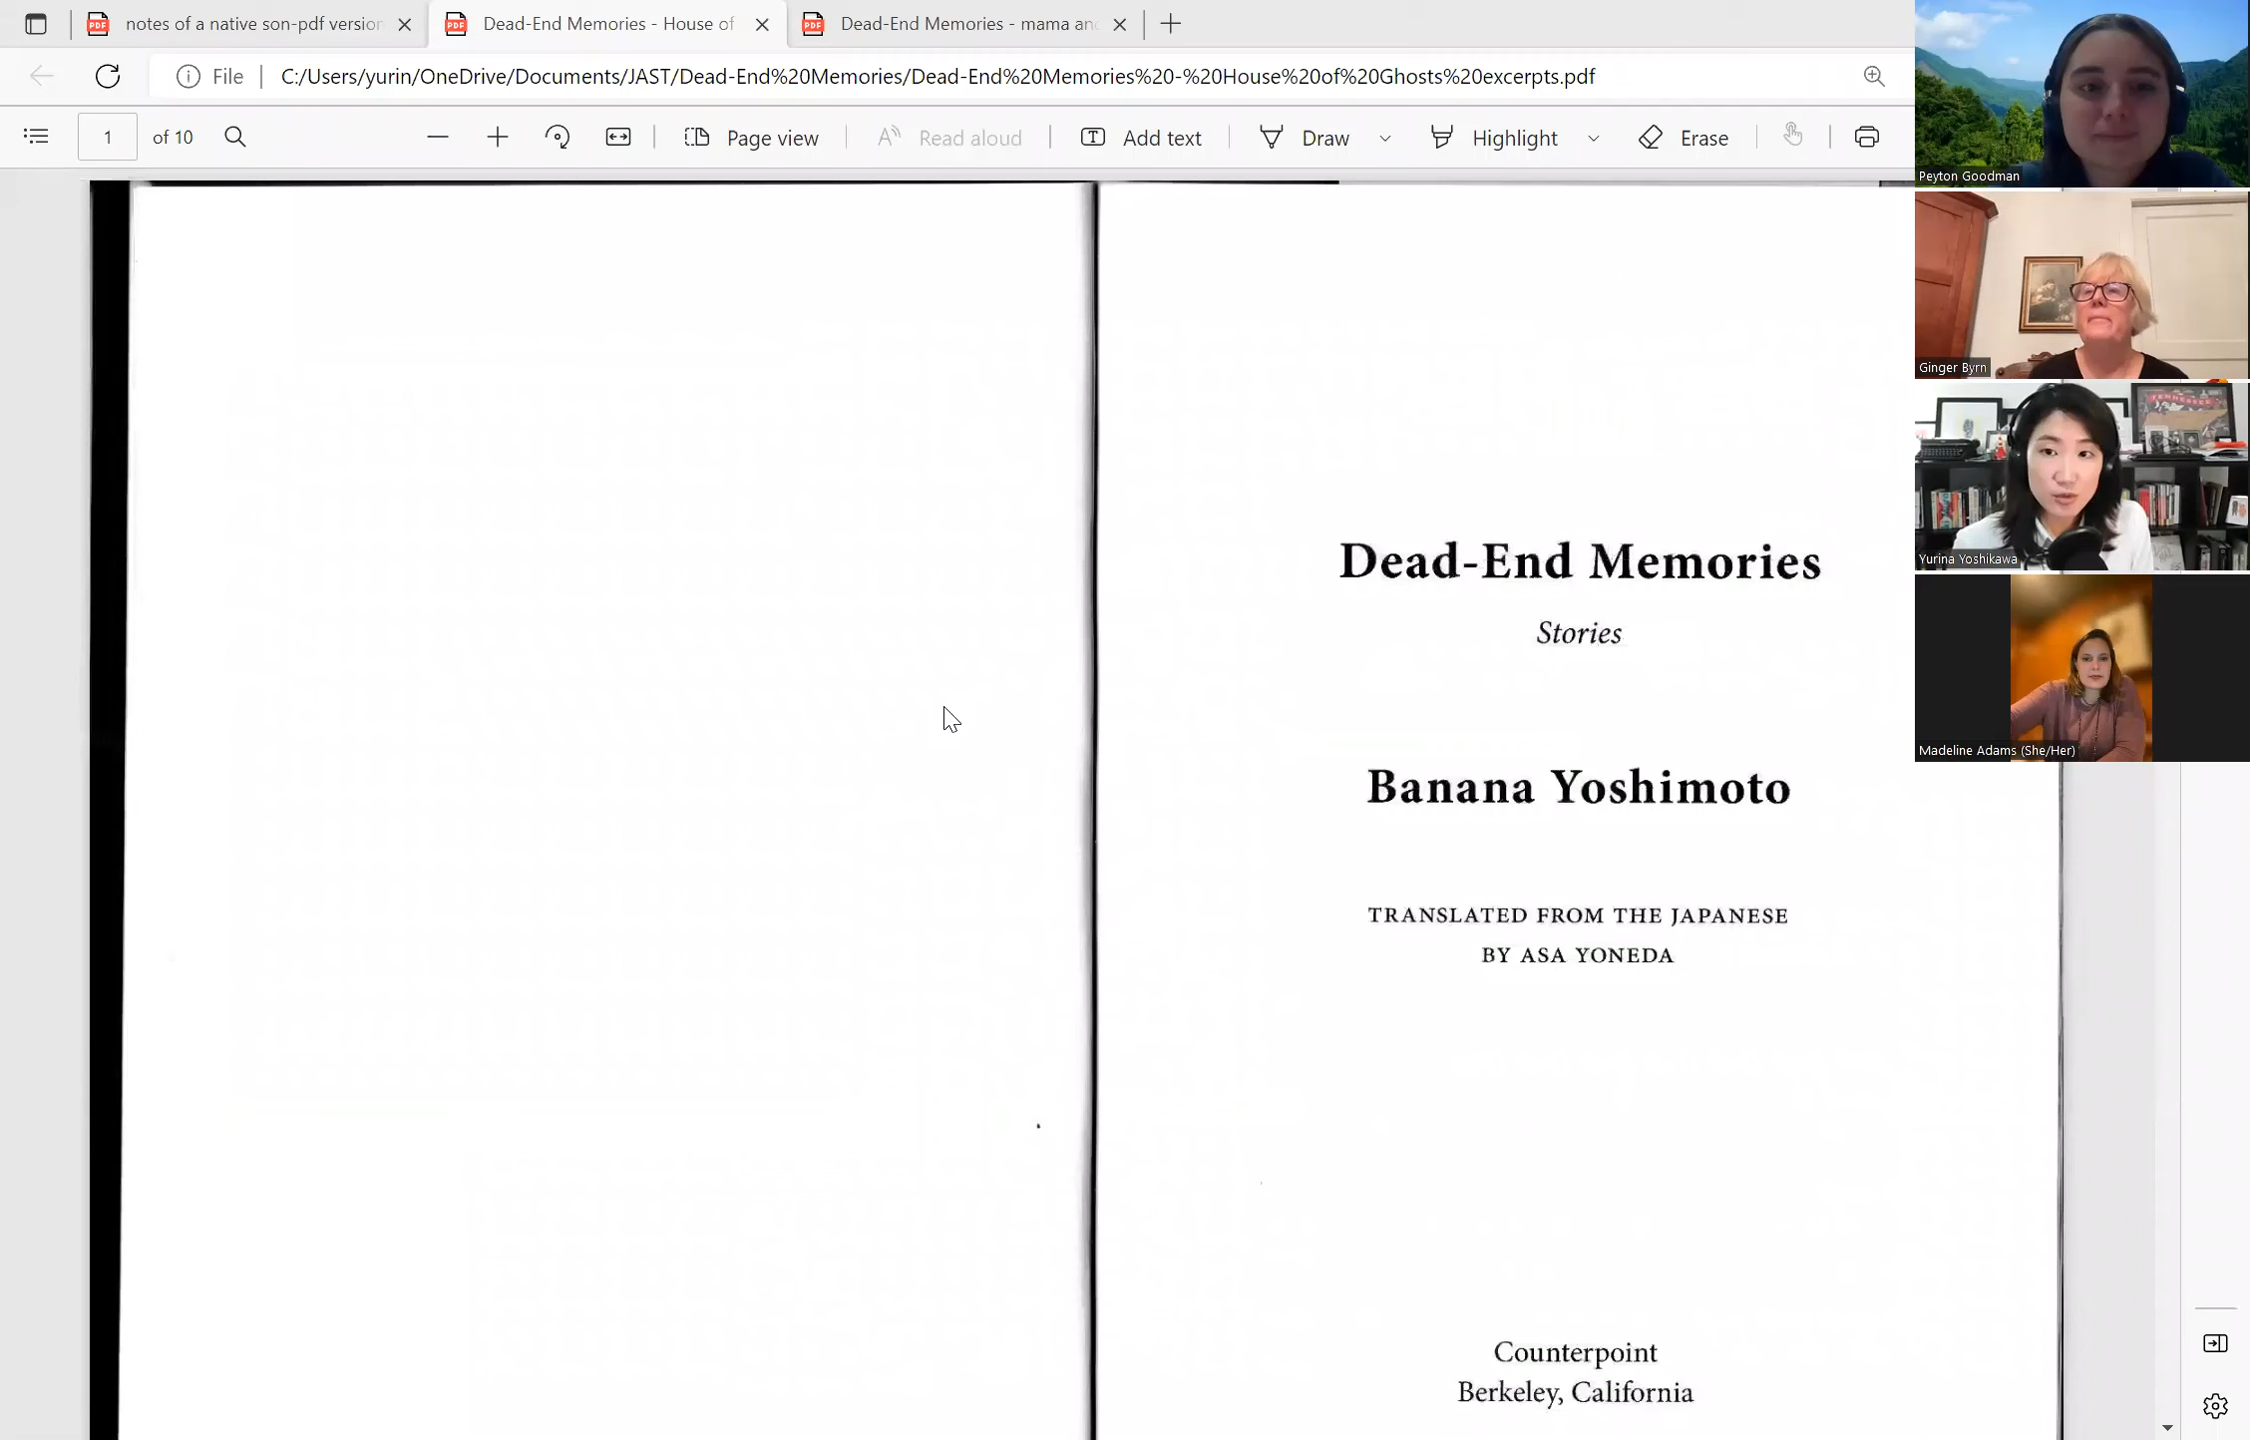 notes of a native son-pdf version
Dead-End Memories - House of
Dead-End Memories - mama and
File
C:/Users/yurin/OneDrive/Documents/JAST/Dead-End%20Memories/Dead-End%20Memories%20-%20House%20of%20Ghosts%20excerpts.pdf
1 of 10
Page view
Read aloud
Add text
Draw
Highlight
Erase
Peyton Goodman
Ginger Byrn
TENNESSEE
Yurina Yoshikawa
Madeline Adams (She/Her)
Dead-End Memories
Stories
Banana Yoshimoto
TRANSLATED FROM THE JAPANESE
BY ASA YONEDA
Counterpoint
Berkeley, California